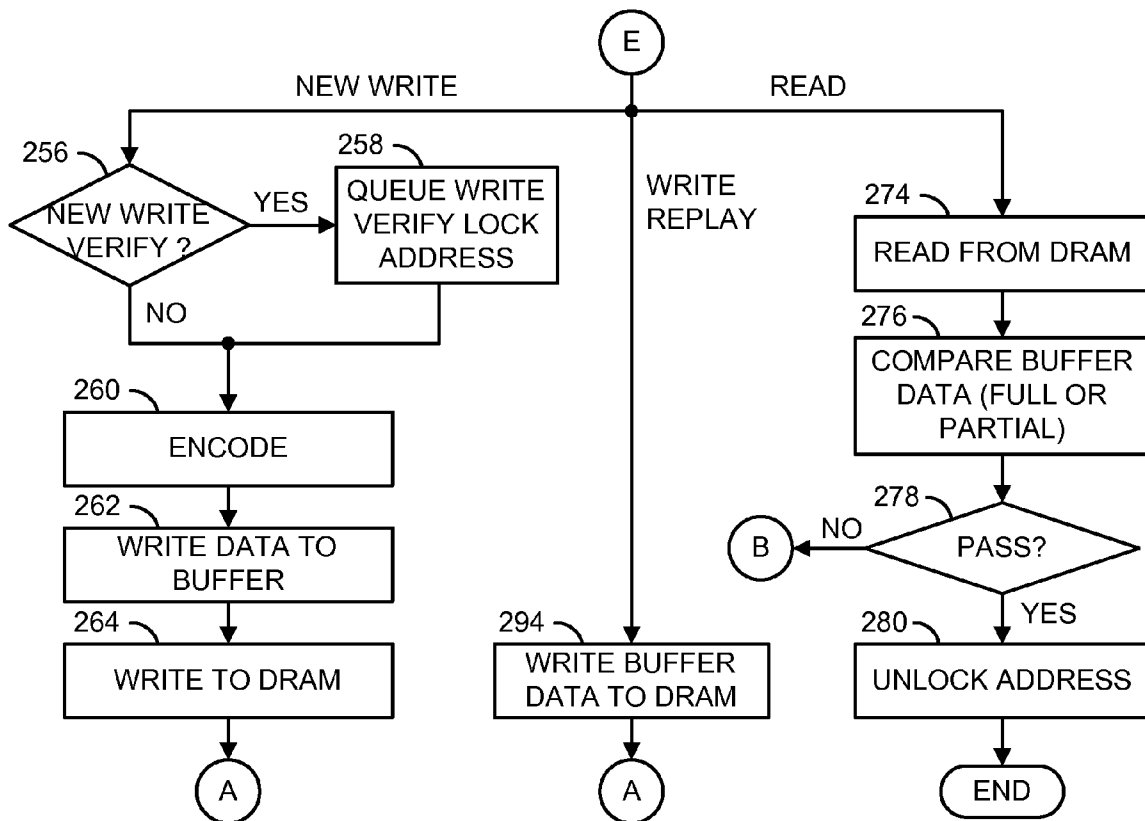 E
NEW WRITE
READ
256
258
NEW WRITE
VERIFY ?
YES
QUEUE WRITE
VERIFY LOCK
ADDRESS
WRITE
REPLAY
274
READ FROM DRAM
NO
276
COMPARE BUFFER
DATA (FULL OR
PARTIAL)
260
ENCODE
262
WRITE DATA TO
BUFFER
278
B
NO
PASS?
YES
264
WRITE TO DRAM
294
WRITE BUFFER
DATA TO DRAM
280
UNLOCK ADDRESS
A
A
END